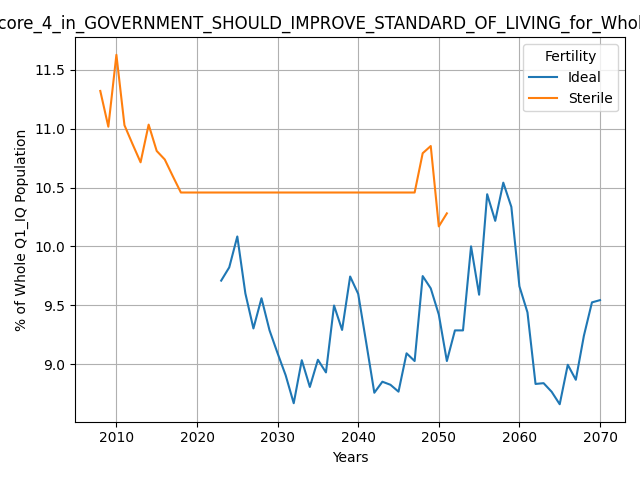 core_4_in_GOVERNMENT_SHOULD_IMPROVE_STANDARD_OF_LIVING_for_Whol
Fertility
Ideal
Sterile
% of Whole Q1_IQ Population
11.5
11.0
10.5
10.0
9.5
9.0
2010
2020
2030
2040
2050
2060
2070
Years